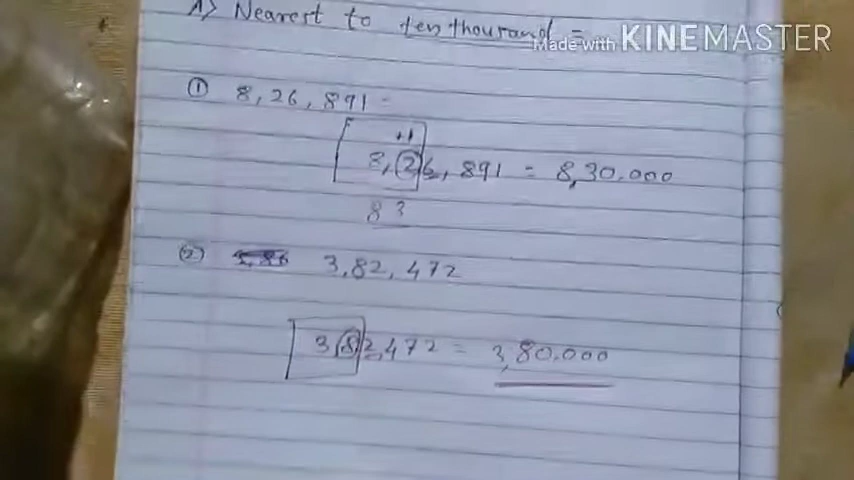 A> Nearest to ten thousand =
Made with KINEMASTER
① 8,26,891 -
+1
8,26,891 = 8,30,000
83
② 3,82,472
3,82,472 = 3,80,000